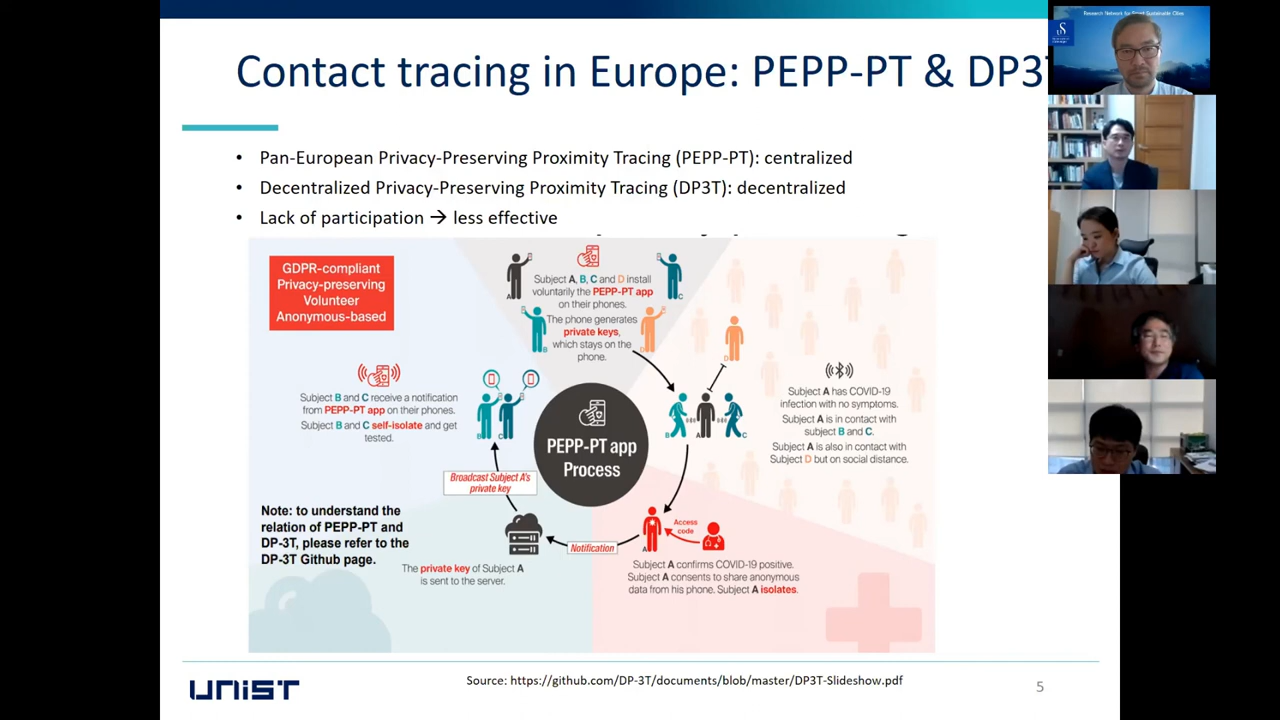 Contact tracing in Europe: PEPP-PT & DP3
Research Network for Smart Sustainable Cities
• Pan-European Privacy-Preserving Proximity Tracing (PEPP-PT): centralized
• Decentralized Privacy-Preserving Proximity Tracing (DP3T): decentralized
• Lack of participation → less effective
GDPR-compliant
Privacy-preserving
Volunteer
Anonymous-based
Subject A, B, C and D install
voluntarily the PEPP-PT app
on their phones.
The phone generates
private keys,
which stays on the
phone.
A
C
B
D
D
Subject A has COVID-19
infection with no symptoms.
Subject A is in contact with
subject B and C.
Subject A is also in contact with
Subject D but on social distance.
B
A
C
Subject B and C receive a notification
from PEPP-PT app on their phones.
Subject B and C self-isolate and get
tested.
B
C
PEPP-PT app
Process
Broadcast Subject A's
private key
Note: to understand the
relation of PEPP-PT and
DP-3T, please refer to the
DP-3T Github page.
The private key of Subject A
is sent to the server.
Notification
A
Access
code
Subject A confirms COVID-19 positive.
Subject A consents to share anonymous
data from his phone. Subject A isolates.
UNIST
Source: https://github.com/DP-3T/documents/blob/master/DP3T-Slideshow.pdf
5